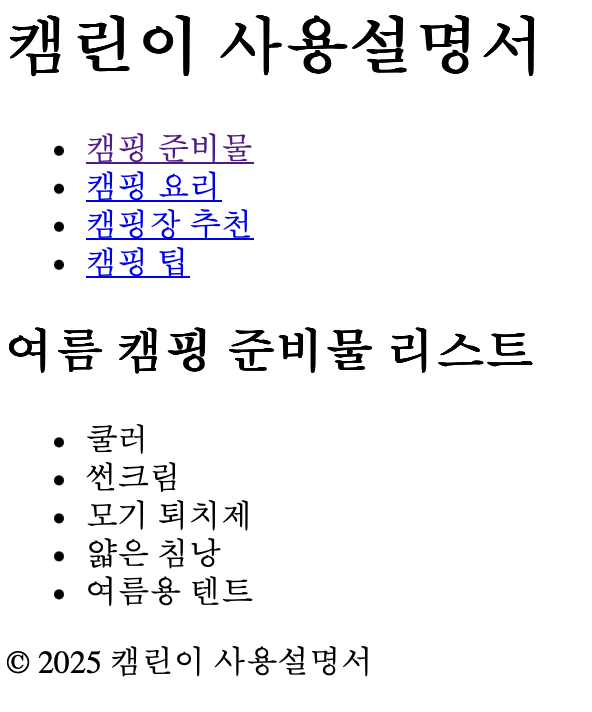 캠린이 사용설명서
캠핑 준비물
캠핑 요리
캠핑장 추천
캠핑 팁
여름 캠핑 준비물 리스트
쿨러
썬크림
모기 퇴치제
얇은 침낭
여름용 텐트
© 2025 캠린이 사용설명서